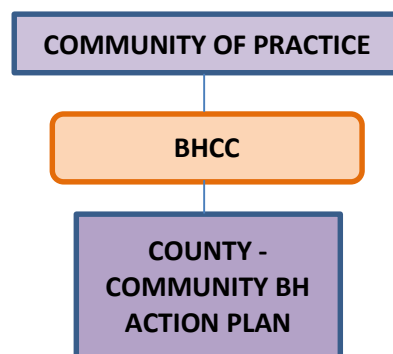 COMMUNITY OF PRACTICE
BHCC
COUNTY -
COMMUNITY BH
ACTION PLAN